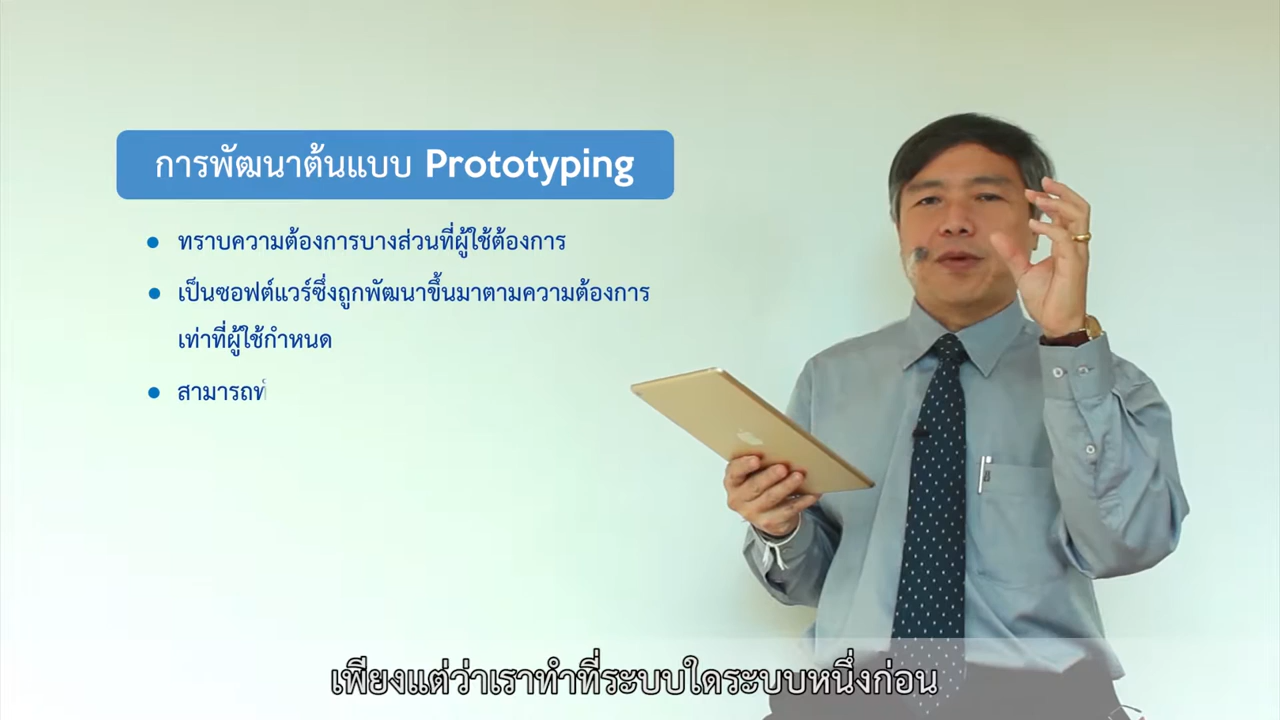 การพัฒนาต้นแบบ Prototyping
ทราบความต้องการบางส่วนที่ผู้ใช้ต้องการ
เป็นซอฟต์แวร์ซึ่งถูกพัฒนาขึ้นมาตามความต้องการ
เท่าที่ผู้ใช้กำหนด
สามารถ
เพียงแต่ว่าเราทำที่ระบบใดระบบหนึ่งก่อน